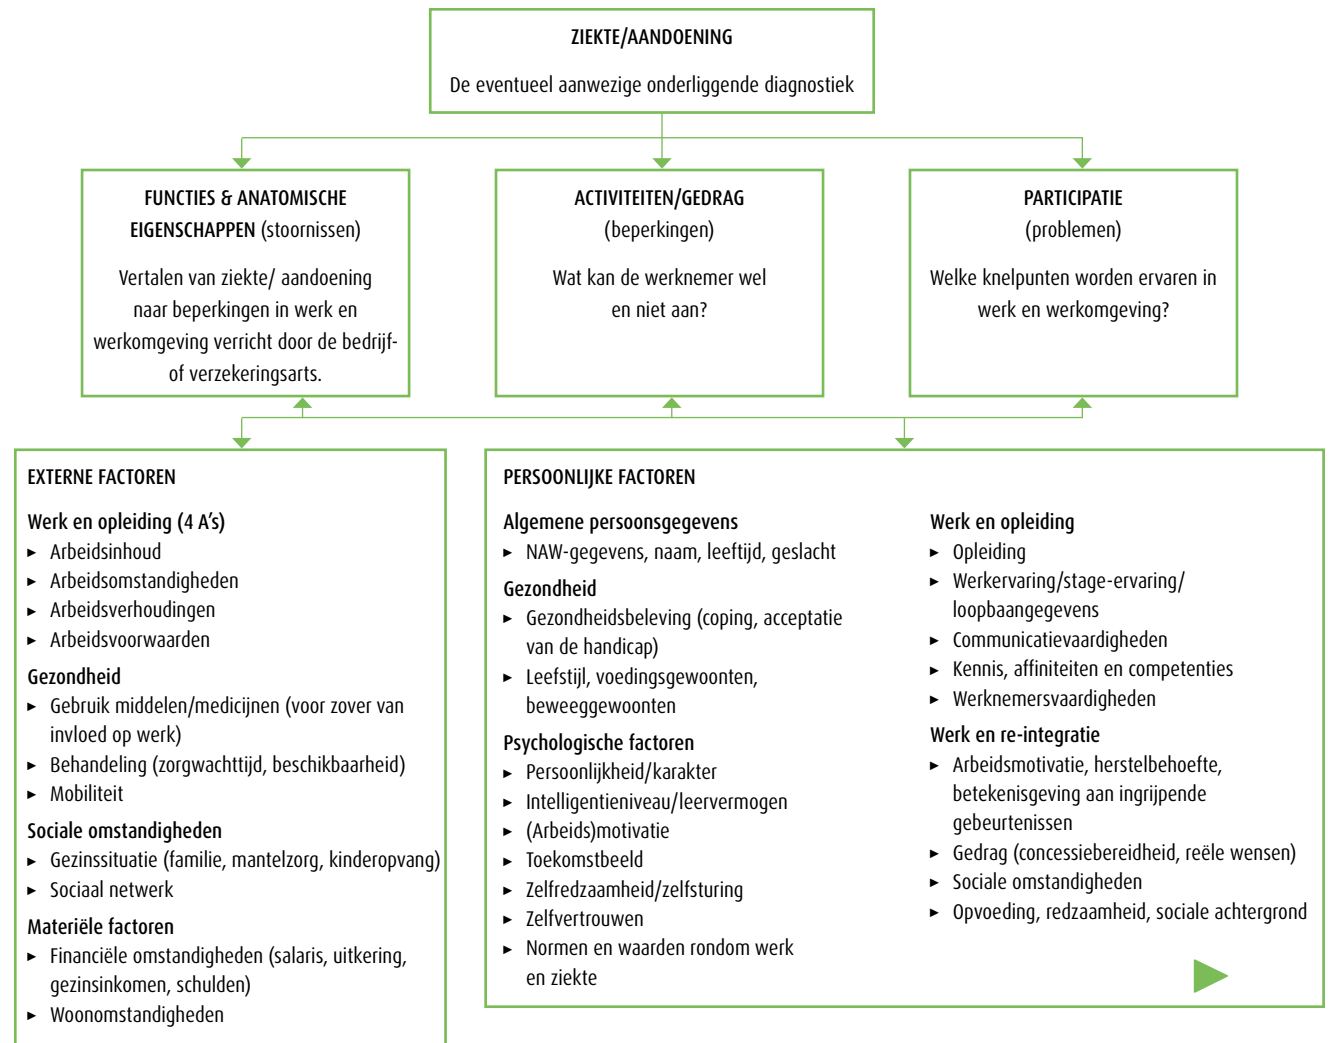 ZIEKTE/AANDOENING
De eventueel aanwezige onderliggende diagnostiek
FUNCTIES & ANATOMISCHE
EIGENSCHAPPEN (stoornissen)
Vertalen van ziekte/ aandoening
naar beperkingen in werk en
werkomgeving verricht door de bedrijf-
of verzekeringsarts.
ACTIVITEITEN/GEDRAG
(beperkingen)
Wat kan de werknemer wel
en niet aan?
PARTICIPATIE
(problemen)
Welke knelpunten worden ervaren in
werk en werkomgeving?
EXTERNE FACTOREN
Werk en opleiding (4 A's)
► Arbeidsinhoud
► Arbeidsomstandigheden
► Arbeidsverhoudingen
► Arbeidsvoorwaarden
Gezondheid
► Gebruik middelen/medicijnen (voor zover van
invloed op werk)
► Behandeling (zorgwachttijd, beschikbaarheid)
► Mobiliteit
Sociale omstandigheden
► Gezinssituatie (familie, mantelzorg, kinderopvang)
► Sociaal netwerk
Materiële factoren
► Financiële omstandigheden (salaris, uitkering,
gezinsinkomen, schulden)
► Woonomstandigheden
PERSOONLIJKE FACTOREN
Algemene persoonsgegevens
► NAW-gegevens, naam, leeftijd, geslacht
Gezondheid
► Gezondheidsbeleving (coping, acceptatie
van de handicap)
► Leefstijl, voedingsgewoonten,
beweeggewoonten
Psychologische factoren
► Persoonlijkheid/karakter
► Intelligentieniveau/leervermogen
► (Arbeids)motivatie
► Toekomstbeeld
► Zelfredzaamheid/zelfsturing
► Zelfvertrouwen
► Normen en waarden rondom werk
en ziekte
Werk en opleiding
► Opleiding
► Werkervaring/stage-ervaring/
loopbaangegevens
► Communicatievaardigheden
► Kennis, affiniteiten en competenties
► Werknemersvaardigheden
Werk en re-integratie
► Arbeidsmotivatie, herstelbehoefte,
betekenisgeving aan ingrijpende
gebeurtenissen
► Gedrag (concessiebereidheid, reële wensen)
► Sociale omstandigheden
► Opvoeding, redzaamheid, sociale achtergrond